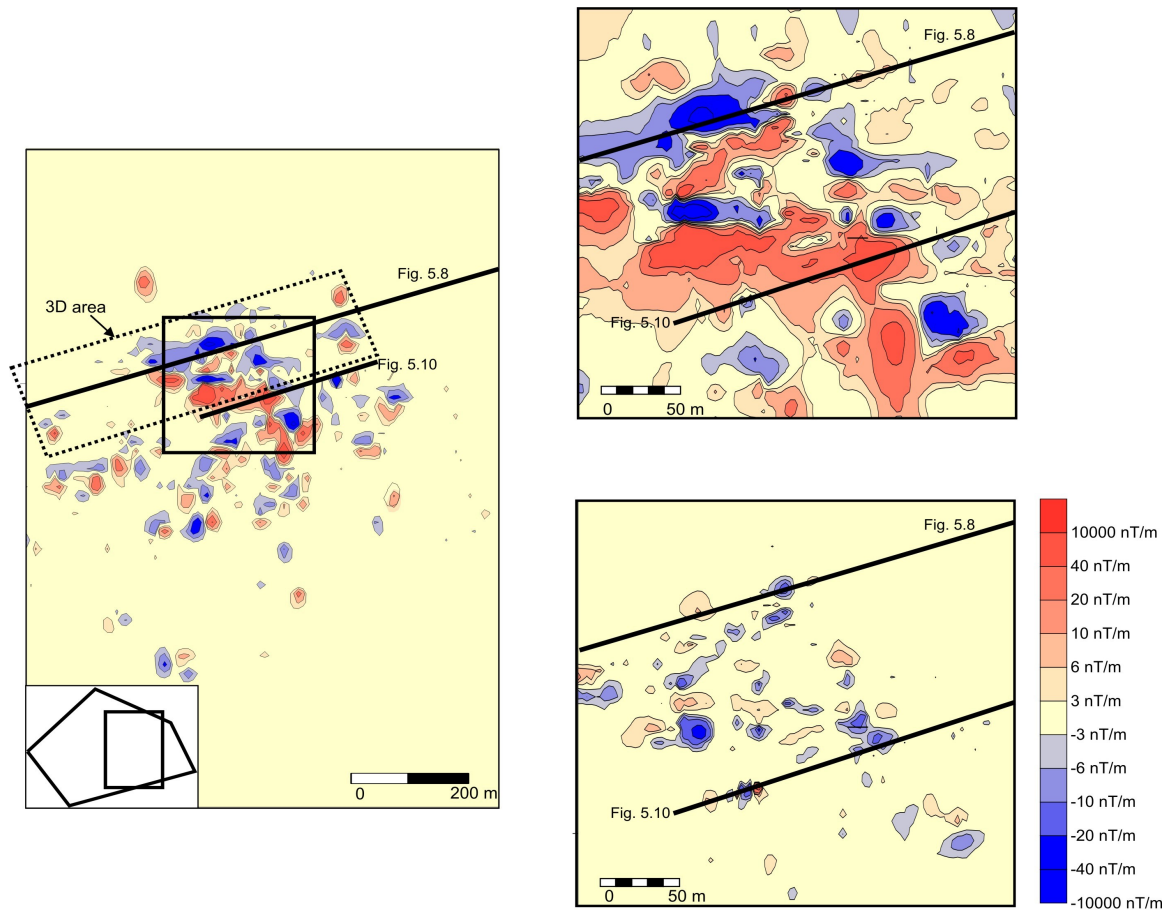 Fig. 5.8
3D area
Fig. 5.10
0
200 m
Fig. 5.8
Fig. 5.10
0
50 m
Fig. 5.8
Fig. 5.10
0
50 m
10000 nT/m
40 nT/m
20 nT/m
10 nT/m
6 nT/m
3 nT/m
-3 nT/m
-6 nT/m
-10 nT/m
-20 nT/m
-40 nT/m
-10000 nT/m